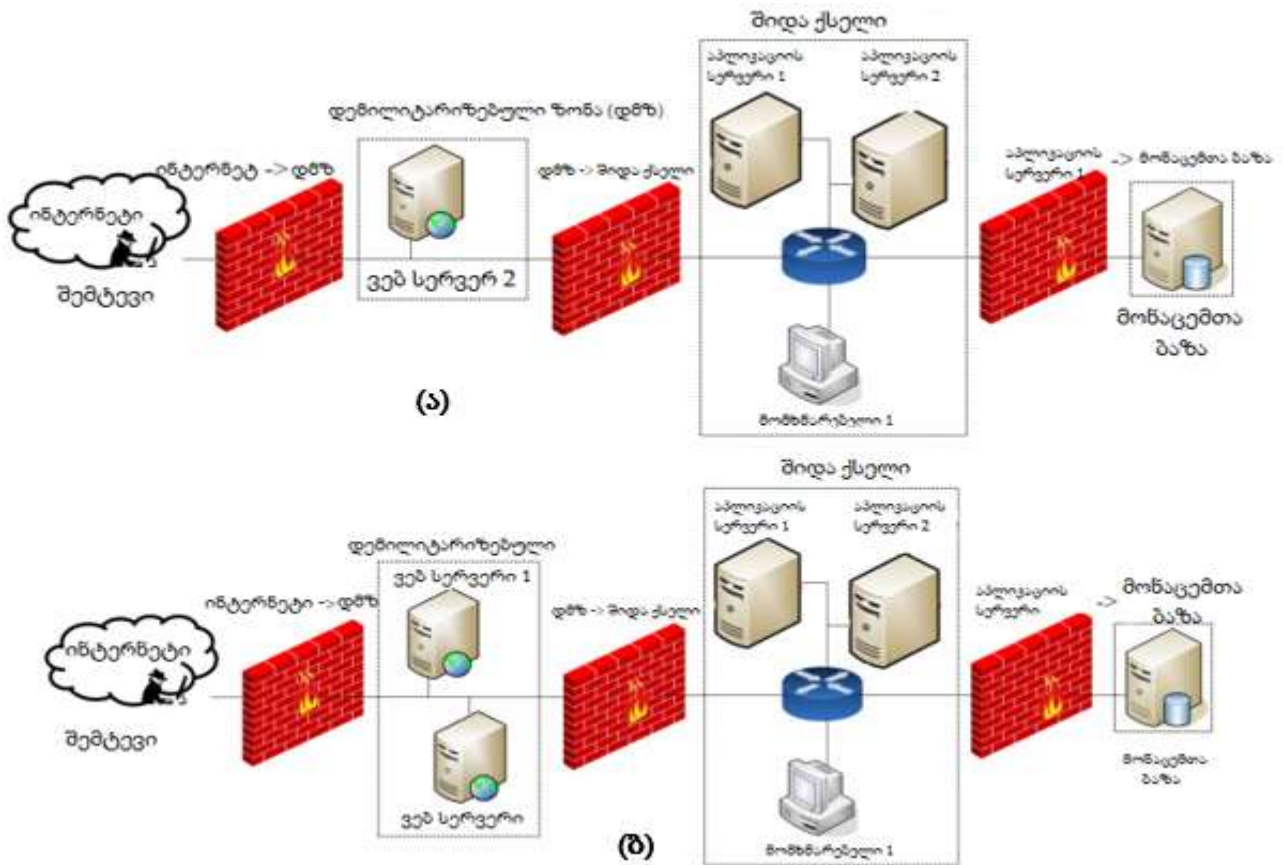 შიდა ქსელი
აპლიკაციის
სერვერი 1
აპლიკაციის
სერვერი 2
დემილიტარიზებული ზონა (დმზ)
ინტერნეტ -> დმზ
დმზ -> შიდა ქსელი
აპლიკაციის
სერვერი 1
-> მონაცემთა ბაზა
ინტერნეტი
შემტევი
ვებ სერვერ 2
მონაცემთა
ბაზა
მომხმარებელი 1
(ა)
შიდა ქსელი
აპლიკაციის
სერვერი 1
აპლიკაციის
სერვერი 2
დემილიტარიზებული
ვებ სერვერი 1
ინტერნეტი -> დმზ
დმზ -> შიდა ქსელი
აპლიკაციის
სერვერი
-> მონაცემთა
ბაზა
ინტერნეტი
შემტევი
ვებ სერვერი
მონაცემთა
ბაზა
მომხმარებელი 1
(ბ)